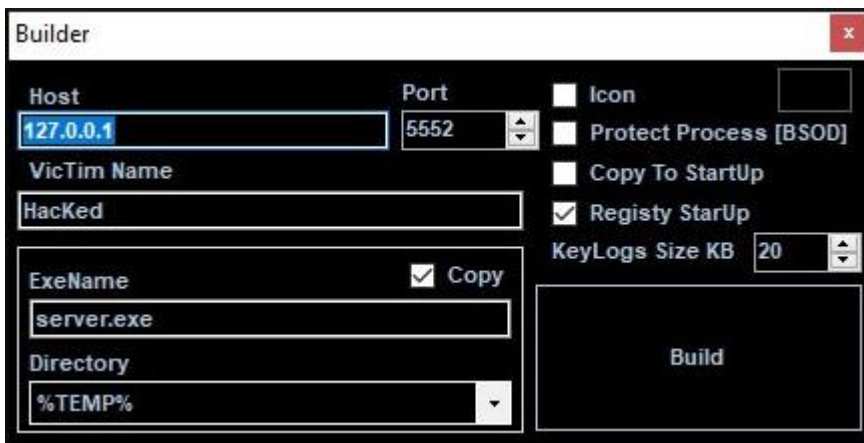 Builder
x
Host
Port
127.0.0.1
5552
VicTim Name
HacKed
ExeName
Copy
server.exe
Directory
%TEMP%
Icon
Protect Process [BSOD]
Copy To StartUp
Registy StarUp
KeyLogs Size KB 20
Build